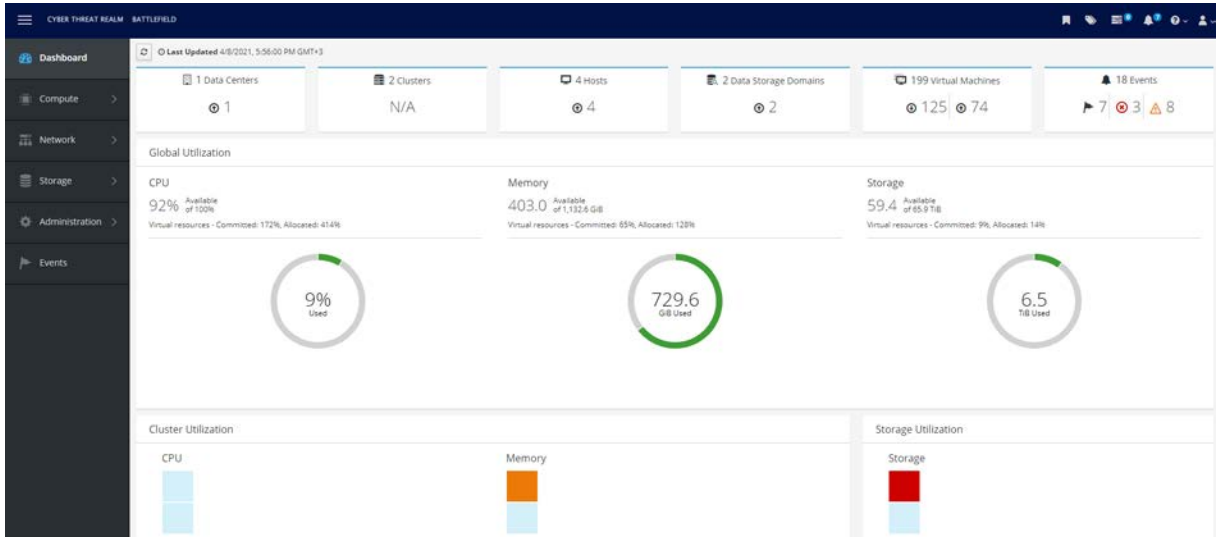 CYBER THREAT REALM BATTLEFIELD
Dashboard
Compute
Network
Storage
Administration
Events
Last Updated 4/8/2021, 5:56:00 PM GMT+3
1 Data Centers
1
2 Clusters
N/A
4 Hosts
4
2 Data Storage Domains
2
199 Virtual Machines
125 74
18 Events
7 3 8
Global Utilization
CPU
92% Available
of 100%
Virtual resources - Committed: 172%, Allocated: 414%
9%
Used
Memory
403.0 Available
of 1,132.6 GiB
Virtual resources - Committed: 65%, Allocated: 128%
729.6
GiB Used
Storage
59.4 Available
of 65.9 TiB
Virtual resources - Committed: 9%, Allocated: 14%
6.5
TiB Used
Cluster Utilization
CPU
Memory
Storage Utilization
Storage